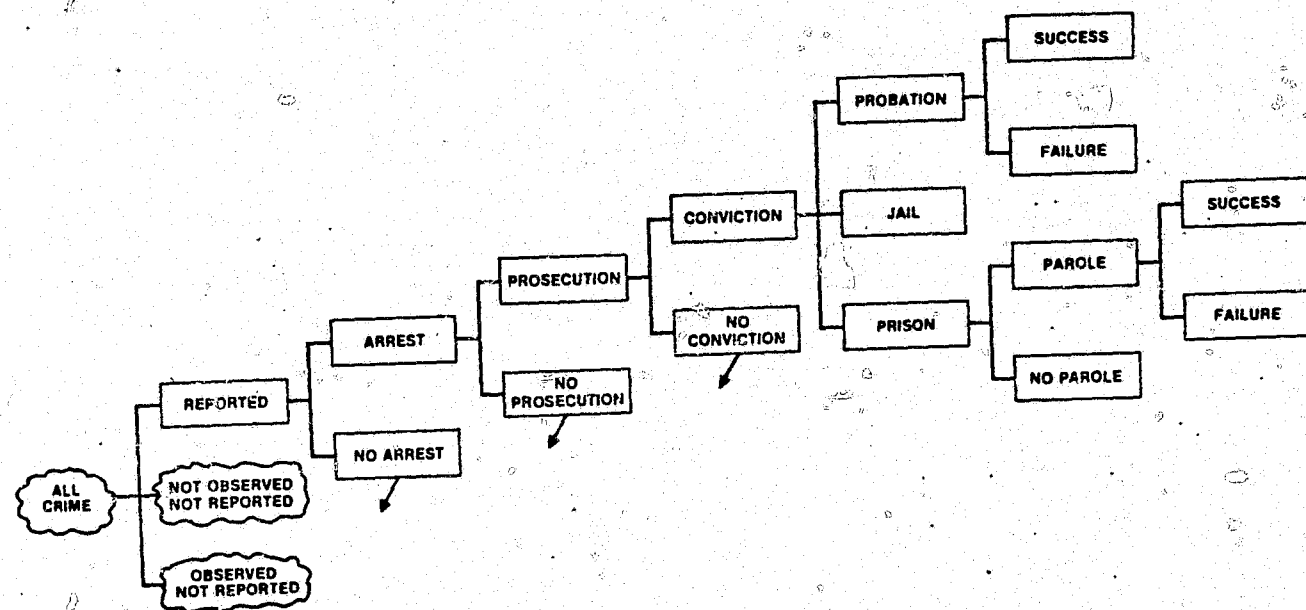 ALL
CRIME
REPORTED
NOT OBSERVED
NOT REPORTED
OBSERVED
NOT REPORTED
ARREST
NO ARREST
PROSECUTION
NO
PROSECUTION
CONVICTION
NO
CONVICTION
PROBATION
JAIL
PRISON
SUCCESS
FAILURE
PAROLE
NO PAROLE
SUCCESS
FAILURE